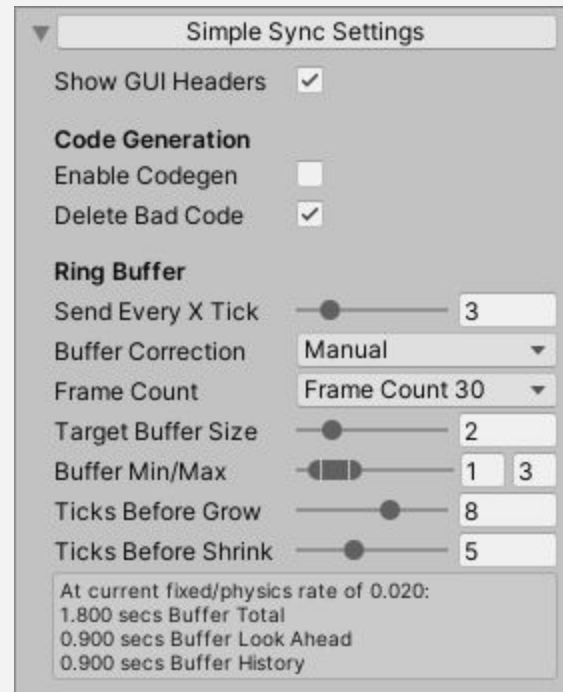 Simple Sync Settings
Show GUI Headers
Code Generation
Enable Codegen
Delete Bad Code
Ring Buffer
Send Every X Tick 3
Buffer Correction Manual
Frame Count Frame Count 30
Target Buffer Size 2
Buffer Min/Max 1 3
Ticks Before Grow 8
Ticks Before Shrink 5
At current fixed/physics rate of 0.020:
1.800 secs Buffer Total
0.900 secs Buffer Look Ahead
0.900 secs Buffer History